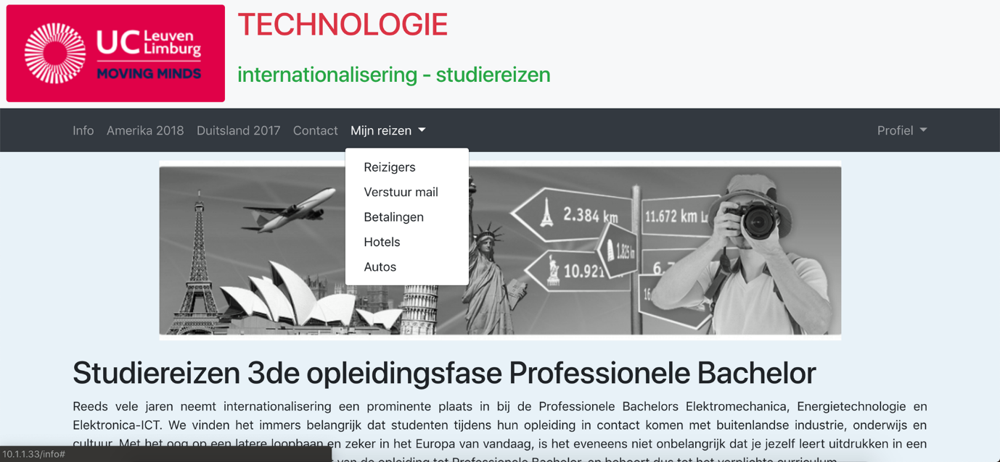 UC Leuven
Limburg
MOVING MINDS
TECHNOLOGIE
internationalisering - studiereizen
Info Amerika 2018 Duitsland 2017 Contact Mijn reizen Profiel
Reizigers
Verstuur mail
Betalingen
Hotels
Autos
2.384 km
11.672 km
1.825 km
10.921
6.7
16
Studiereizen 3de opleidingsfase Professionele Bachelor
Reeds vele jaren neemt internationalisering een prominente plaats in bij de Professionele Bachelors Elektromechanica, Energietechnologie en
Elektronica-ICT. We vinden het immers belangrijk dat studenten tijdens hun opleiding in contact komen met buitenlandse industrie, onderwijs en
cultuur. Met het oog op een latere loopbaan en zeker in het Europa van vandaag, is het eveneens niet onbelangrijk dat je jezelf leert uitdrukken in een
van de opleiding tot Professionele Bachelor, en behoort dus tot het verplichte curriculum.
10.1.1.33/info#